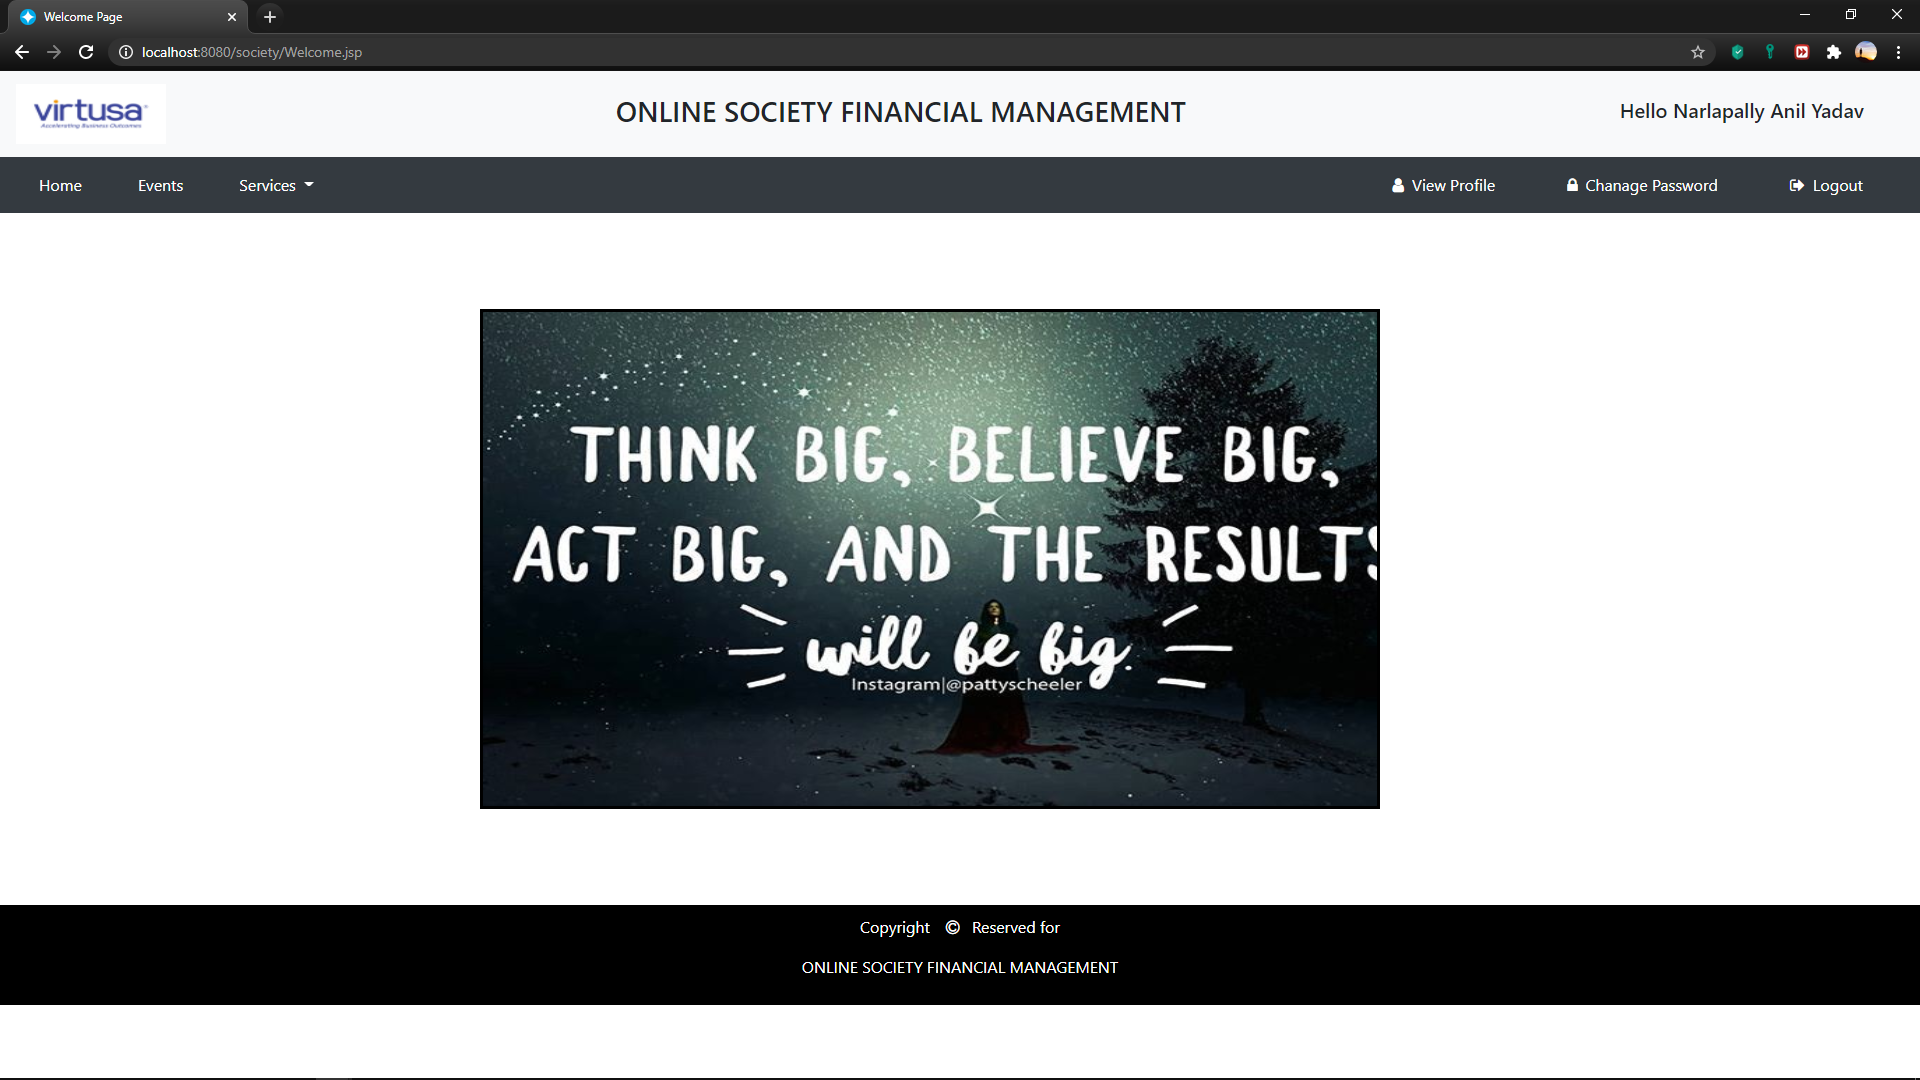 Welcome Page
localhost:8080/society/Welcome.jsp
virtusa
Accelerating Business Outcomes
ONLINE SOCIETY FINANCIAL MANAGEMENT
Hello Narlapally Anil Yadav
Home Events Services View Profile Chanage Password Logout
THINK BIG, BELIEVE BIG,
ACT BIG, AND THE RESULTS
will be big.
Instagram|@pattyscheeler
Copyright © Reserved for
ONLINE SOCIETY FINANCIAL MANAGEMENT